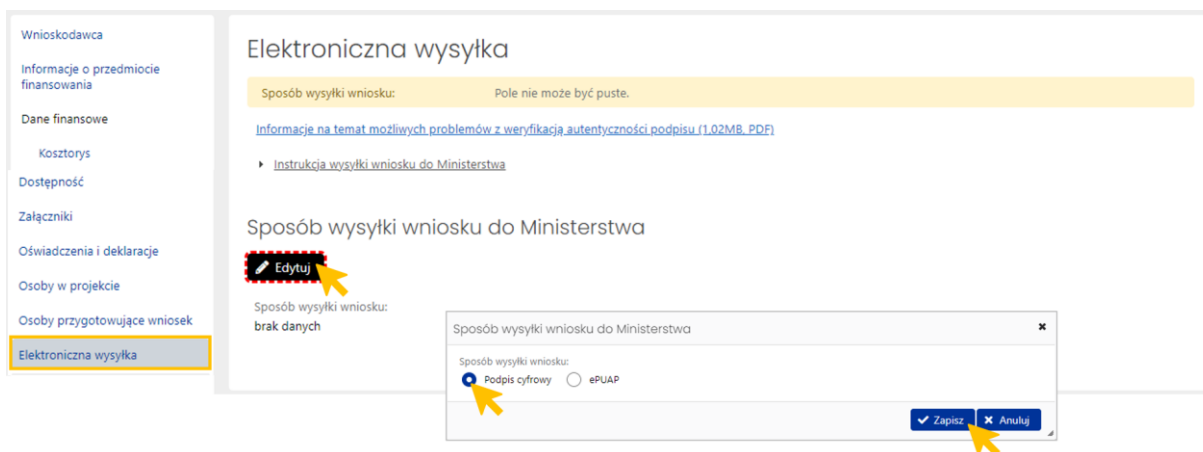 Wnioskodawca
Informacje o przedmiocie
finansowania
Dane finansowe
Kosztorys
Dostępność
Załączniki
Oświadczenia i deklaracje
Osoby w projekcie
Osoby przygotowujące wniosek
Elektroniczna wysyłka
Elektroniczna wysyłka
Sposób wysyłki wniosku: Pole nie może być puste.
Informacje na temat możliwych problemów z weryfikacją autentyczności podpisu (1,02MB, PDF)
Instrukcja wysyłki wniosku do Ministerstwa
Sposób wysyłki wniosku do Ministerstwa
Edytuj
Sposób wysyłki wniosku:
brak danych
Sposób wysyłki wniosku do Ministerstwa
Sposób wysyłki wniosku:
Podpis cyfrowy ePUAP
Zapisz Anuluj